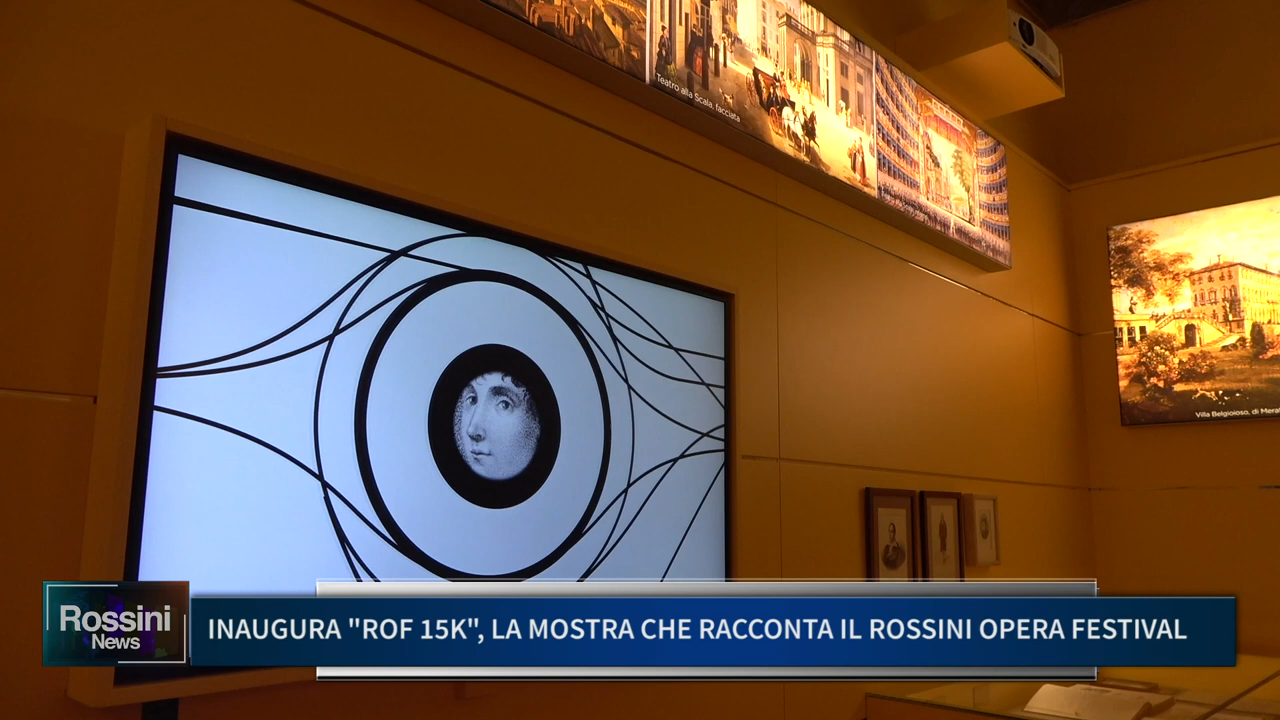 Teatro alla Scala, facciata
Villa Belgioioso, di Merat
Rossini
News
INAUGURA "ROF 15K", LA MOSTRA CHE RACCONTA IL ROSSINI OPERA FESTIVAL